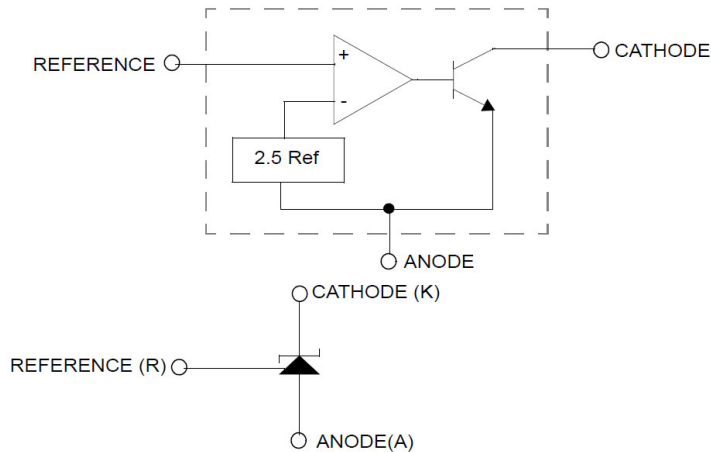 REFERENCE
+
CATHODE
-
2.5 Ref
ANODE
CATHODE (K)
REFERENCE (R)
ANODE(A)